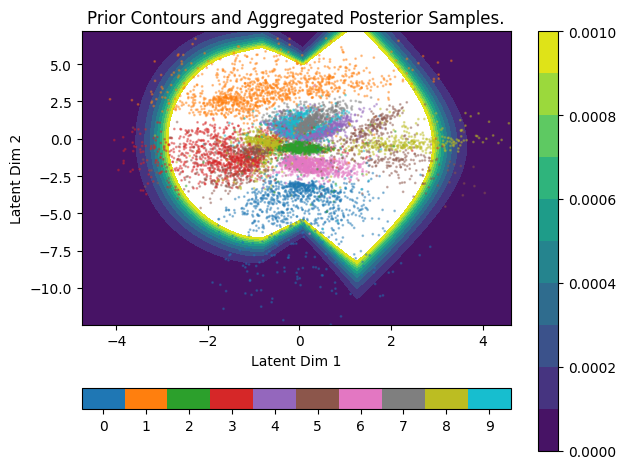 Prior Contours and Aggregated Posterior Samples.
5.0
2.5
0.0
−2.5
−5.0
−7.5
−10.0
Latent Dim 2
−4 −2 0 2 4
Latent Dim 1
0.0010
0.0008
0.0006
0.0004
0.0002
0.0000
0 1 2 3 4 5 6 7 8 9